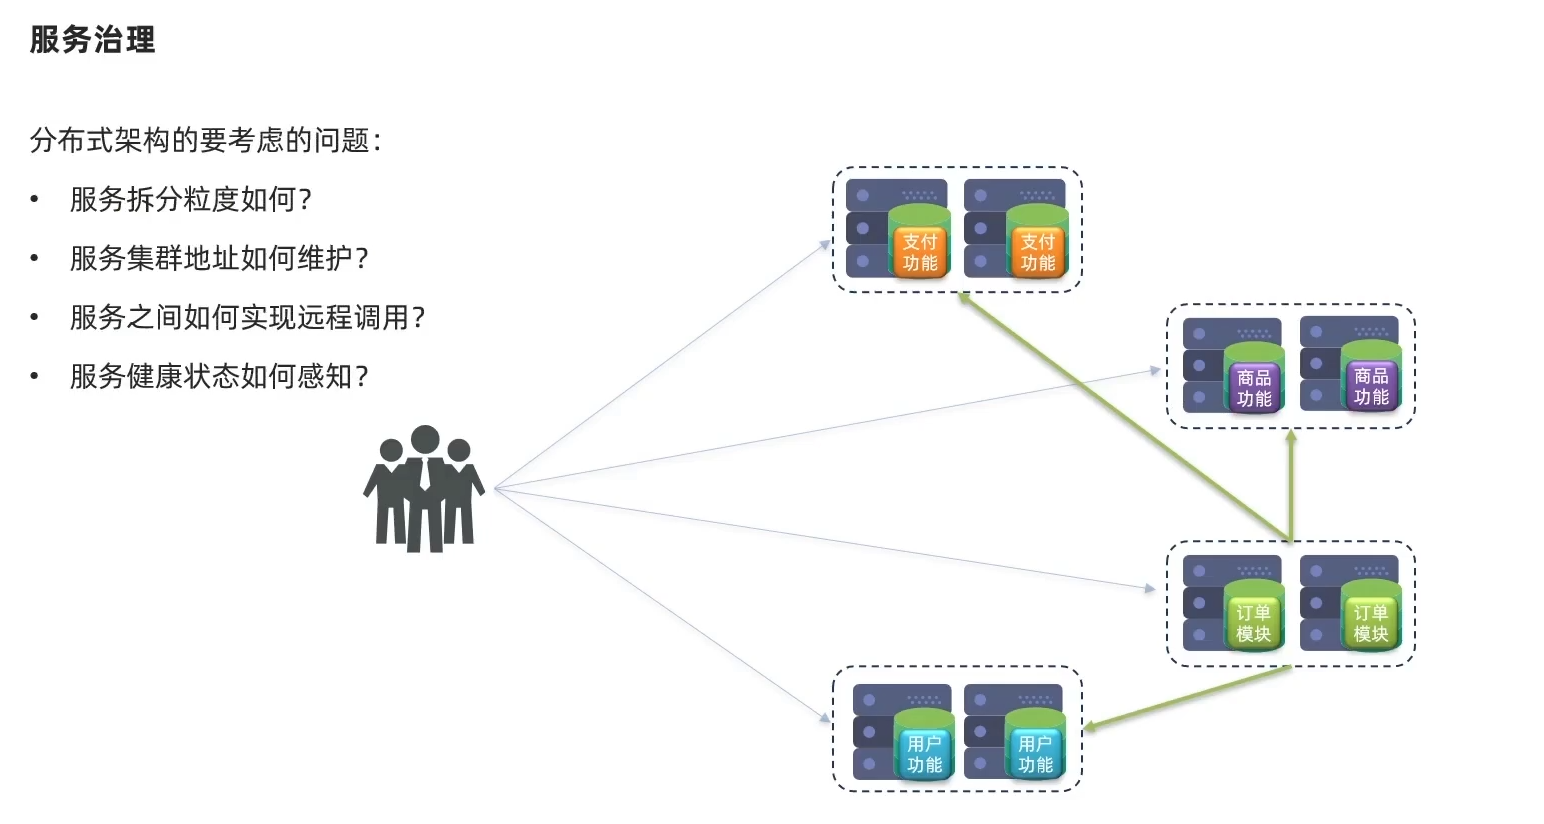 服务治理
分布式架构的要考虑的问题：
• 服务拆分粒度如何？
• 服务集群地址如何维护？
• 服务之间如何实现远程调用？
• 服务健康状态如何感知？
支付
功能
支付
功能
商品
功能
商品
功能
订单
模块
订单
模块
用户
功能
用户
功能